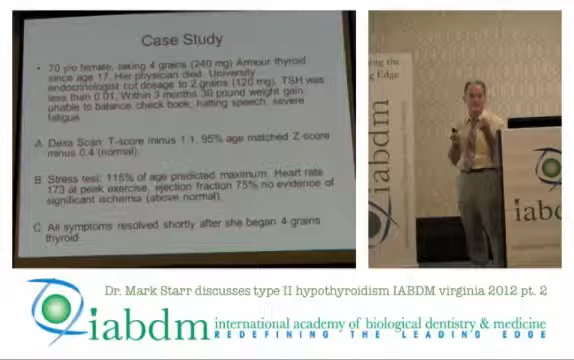 Case Study
• 70 y/o female, taking 4 grains (240 mg) Armour thyroid
since age 17. Her physician died. University
endocrinologist cut dosage to 2 grains (120 mg). TSH was
less than 0.01. Within 3 months 30 pound weight gain,
unable to balance check book, halting speech, severe
fatigue.
A. Dexa Scan: T-score minus 1.1, 95% age matched Z-score
minus 0.4 (normal).
B. Stress test: 115% of age predicted maximum. Heart rate
173 at peak exercise, ejection fraction 75% no evidence of
significant ischemia (above normal).
C. All symptoms resolved shortly after she began 4 grains
thyroid.
ing the
g Edge
iabdm
iabd
Dr. Mark Starr discusses type II hypothyroidism IABDM virginia 2012 pt. 2
iabdm international academy of biological dentistry & medicine
REDEFINING THE LEADING EDGE